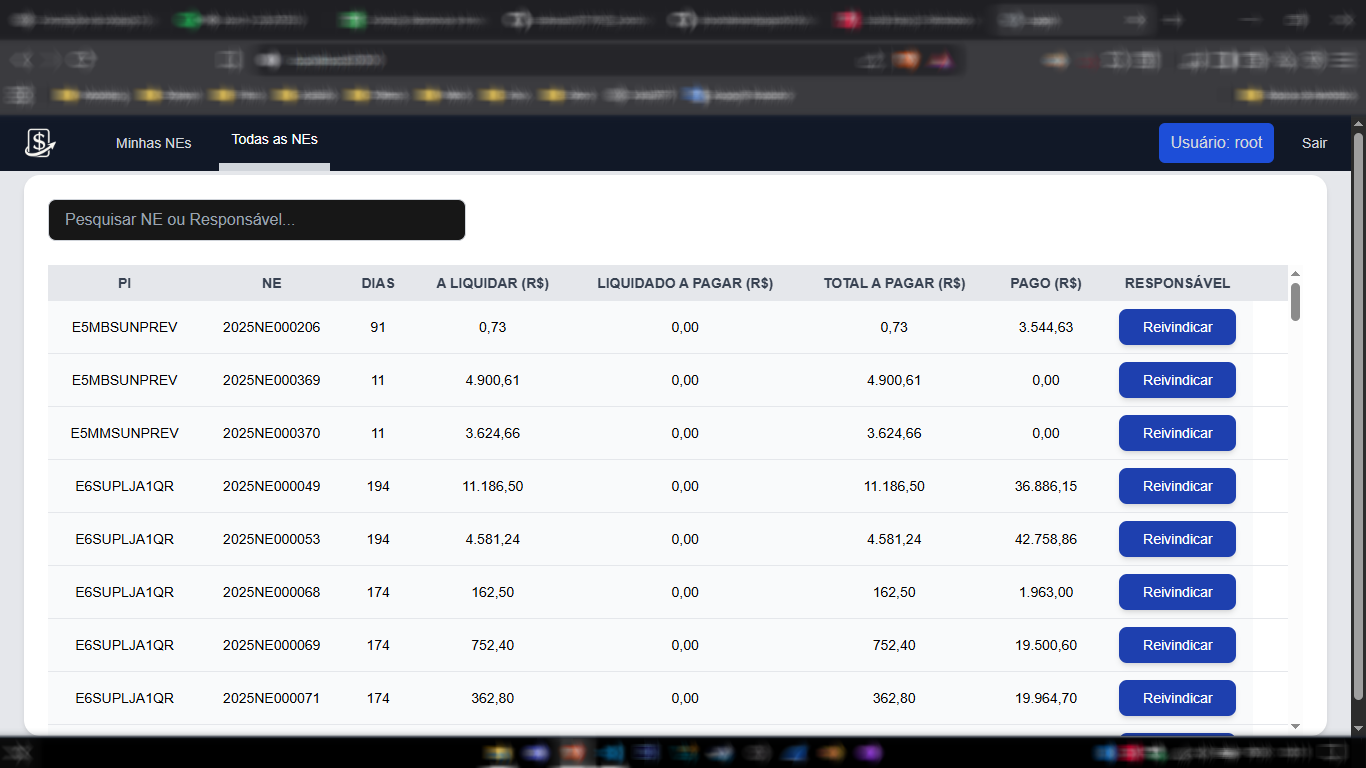 Minhas NEs Todas as NEs Usuário: root Sair
Pesquisar NE ou Responsável...
PI NE DIAS A LIQUIDAR (R$) LIQUIDADO A PAGAR (R$) TOTAL A PAGAR (R$) PAGO (R$) RESPONSÁVEL
E5MBSUNPREV 2025NE000206 91 0,73 0,00 0,73 3.544,63 Reivindicar
E5MBSUNPREV 2025NE000369 11 4.900,61 0,00 4.900,61 0,00 Reivindicar
E5MMSUNPREV 2025NE000370 11 3.624,66 0,00 3.624,66 0,00 Reivindicar
E6SUPLJA1QR 2025NE000049 194 11.186,50 0,00 11.186,50 36.886,15 Reivindicar
E6SUPLJA1QR 2025NE000053 194 4.581,24 0,00 4.581,24 42.758,86 Reivindicar
E6SUPLJA1QR 2025NE000068 174 162,50 0,00 162,50 1.963,00 Reivindicar
E6SUPLJA1QR 2025NE000069 174 752,40 0,00 752,40 19.500,60 Reivindicar
E6SUPLJA1QR 2025NE000071 174 362,80 0,00 362,80 19.964,70 Reivindicar